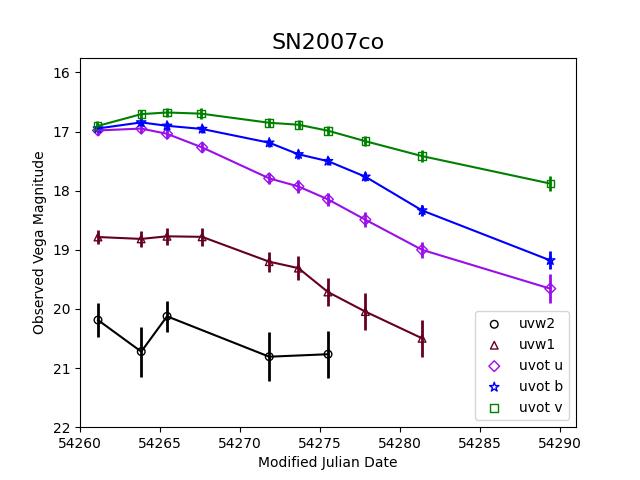 SN2007co
Observed Vega Magnitude
16
17
18
19
20
21
22
54260 54265 54270 54275 54280 54285 54290
Modified Julian Date
uvw2
uvw1
uvot u
uvot b
uvot v